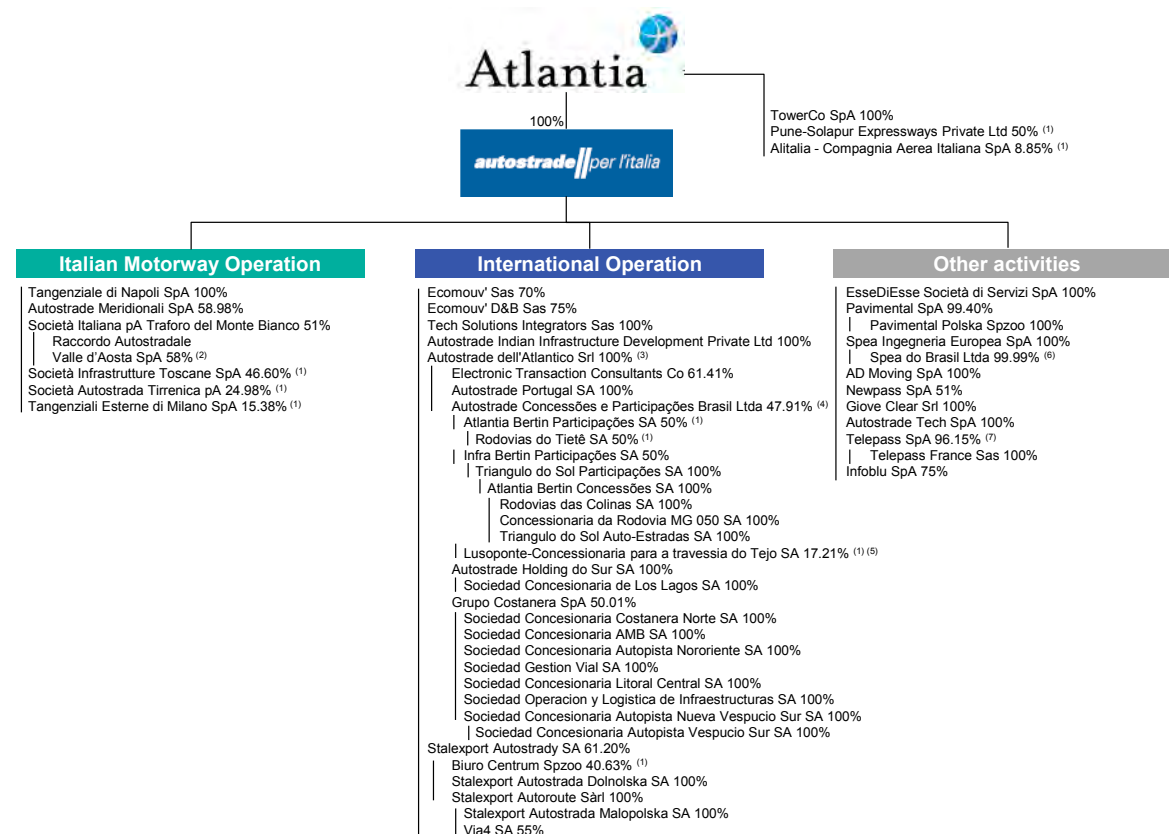 Atlantia
TowerCo SpA 100%
Pune-Solapur Expressways Private Ltd 50% (1)
Alitalia - Compagnia Aerea Italiana SpA 8.85% (1)
100%
autostrade//per l'italia
Italian Motorway Operation
Tangenziale di Napoli SpA 100%
Autostrade Meridionali SpA 58.98%
Società Italiana pA Traforo del Monte Bianco 51%
Raccordo Autostradale
Valle d'Aosta SpA 58% (2)
Società Infrastrutture Toscane SpA 46.60% (1)
Società Autostrada Tirrenica pA 24.98% (1)
Tangenziali Esterne di Milano SpA 15.38% (1)
International Operation
Ecomouv' Sas 70%
Ecomouv' D&B Sas 75%
Tech Solutions Integrators Sas 100%
Autostrade Indian Infrastructure Development Private Ltd 100%
Autostrade dell'Atlantico Srl 100% (3)
Electronic Transaction Consultants Co 61.41%
Autostrade Portugal SA 100%
Autostrade Concessões e Participações Brasil Ltda 47.91% (4)
Atlantia Bertin Participações SA 50% (1)
Rodovias do Tietê SA 50% (1)
Infra Bertin Participações SA 50%
Triangulo do Sol Participações SA 100%
Atlantia Bertin Concessões SA 100%
Rodovias das Colinas SA 100%
Concessionaria da Rodovia MG 050 SA 100%
Triangulo do Sol Auto-Estradas SA 100%
Lusoponte-Concessionaria para a travessia do Tejo SA 17.21% (1) (5)
Autostrade Holding do Sur SA 100%
Sociedad Concesionaria de Los Lagos SA 100%
Grupo Costanera SpA 50.01%
Sociedad Concesionaria Costanera Norte SA 100%
Sociedad Concesionaria AMB SA 100%
Sociedad Concesionaria Autopista Nororiente SA 100%
Sociedad Gestion Vial SA 100%
Sociedad Concesionaria Litoral Central SA 100%
Sociedad Operacion y Logistica de Infraestructuras SA 100%
Sociedad Concesionaria Autopista Nueva Vespucio Sur SA 100%
Sociedad Concesionaria Autopista Vespucio Sur SA 100%
Stalexport Autostrady SA 61.20%
Biuro Centrum Spzoo 40.63% (1)
Stalexport Autostrada Dolnolska SA 100%
Stalexport Autoroute Sàrl 100%
Stalexport Autostrada Malopolska SA 100%
Via4 SA 55%
Other activities
EsseDiEsse Società di Servizi SpA 100%
Pavimental SpA 99.40%
Pavimental Polska Spzoo 100%
Spea Ingegneria Europea SpA 100%
Spea do Brasil Ltda 99.99% (6)
AD Moving SpA 100%
Newpass SpA 51%
Giove Clear Srl 100%
Autostrade Tech SpA 100%
Telepass SpA 96.15% (7)
Telepass France Sas 100%
Infoblu SpA 75%